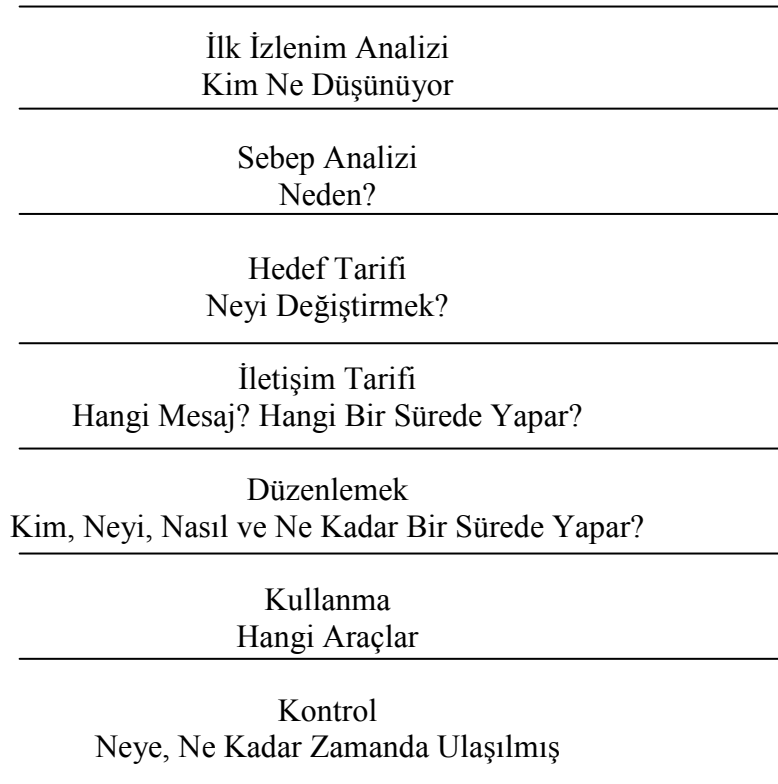 İlk İzlenim Analizi
Kim Ne Düşünüyor
Sebep Analizi
Neden?
Hedef Tarifi
Neyi Değiştirmek?
İletişim Tarifi
Hangi Mesaj? Hangi Bir Sürede Yapar?
Düzenlemek
Kim, Neyi, Nasıl ve Ne Kadar Bir Sürede Yapar?
Kullanma
Hangi Araçlar
Kontrol
Neye, Ne Kadar Zamanda Ulaşılmış